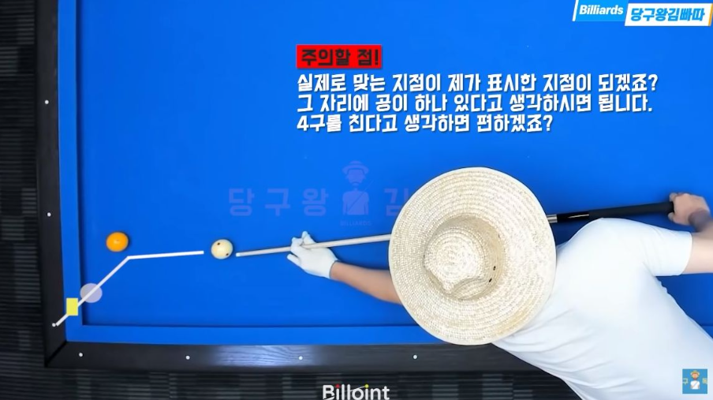 Billiards
당구왕김빠따
주의할 점!
실제로 맞는 지점이 제가 표시한 지점이 되겠죠?
그 자리에 공이 하나 있다고 생각하시면 됩니다.
4구를 친다고 생각하면 편하겠죠?
당구왕 김
Billoint